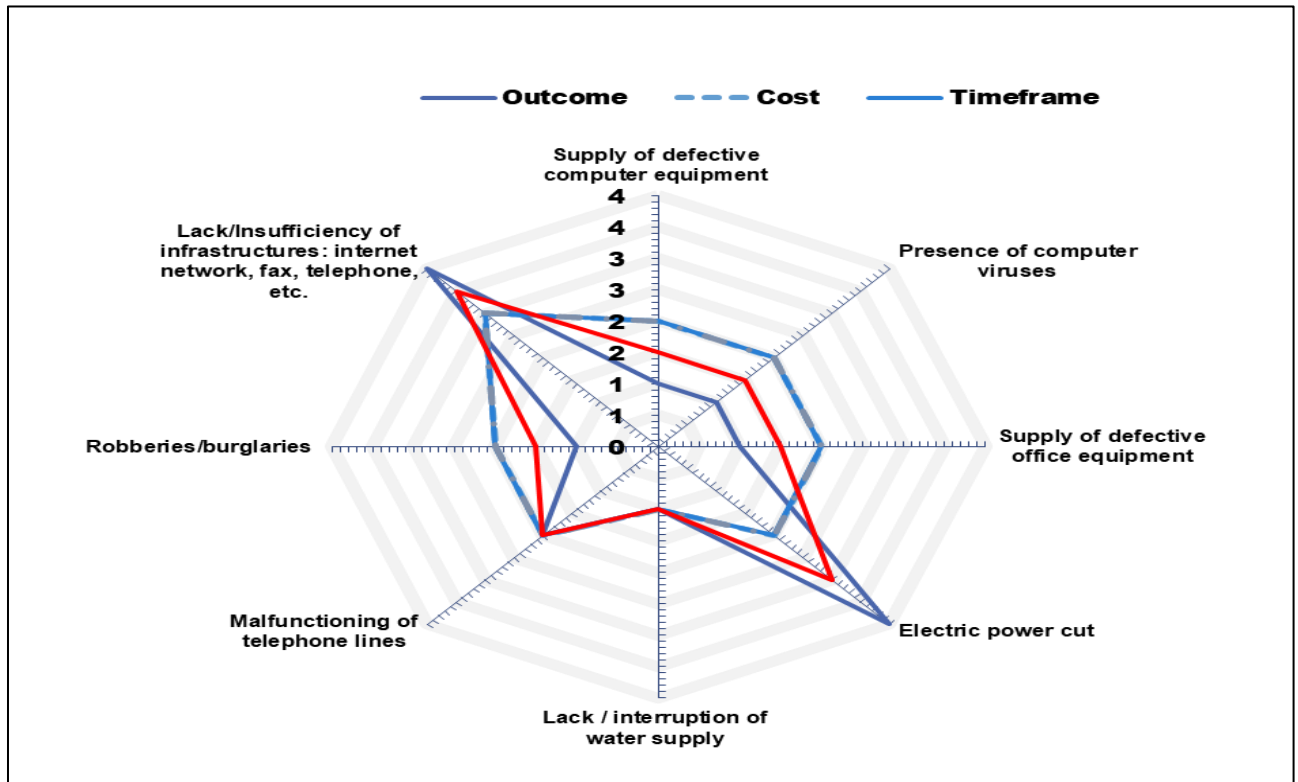 Outcome Cost Timeframe
Supply of defective
computer equipment
Lack/Insufficiency of
infrastructures: internet
network, fax, telephone,
etc.
Presence of computer
viruses
4
4
3
3
2
2
1
1
0
Robberies/burglaries
Supply of defective
office equipment
Malfunctioning of
telephone lines
Electric power cut
Lack / interruption of
water supply